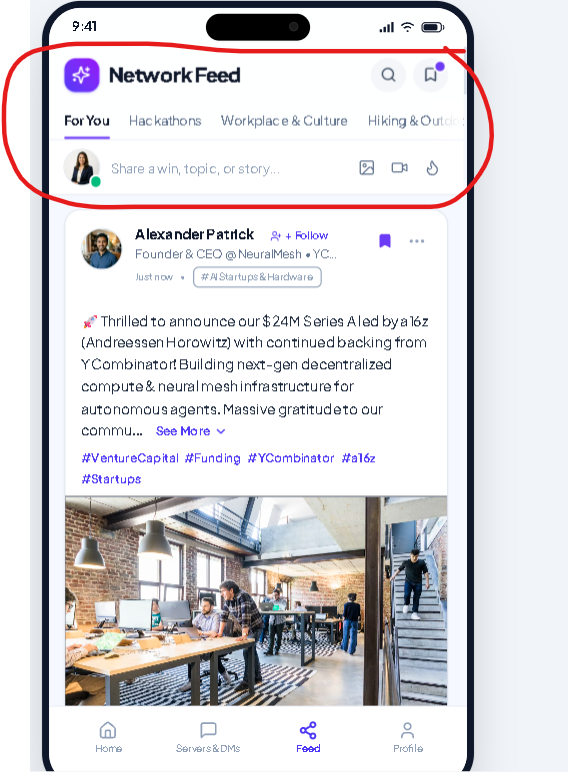 9:41
Network Feed
For You Hackathons Workplace & Culture Hiking & Outdo
Share a win, topic, or story...
Alexander Patrick + Follow
Founder & CEO @ NeuralMesh • YC...
Just now • #AI Startups & Hardware
🚀 Thrilled to announce our $24M Series A led by a16z
(Andreessen Horowitz) with continued backing from
Y Combinator! Building next-gen decentralized
compute & neural mesh infrastructure for
autonomous agents. Massive gratitude to our
commu... See More
#VentureCapital #Funding #YCombinator #a16z
#Startups
Home Servers & DMs Feed Profile